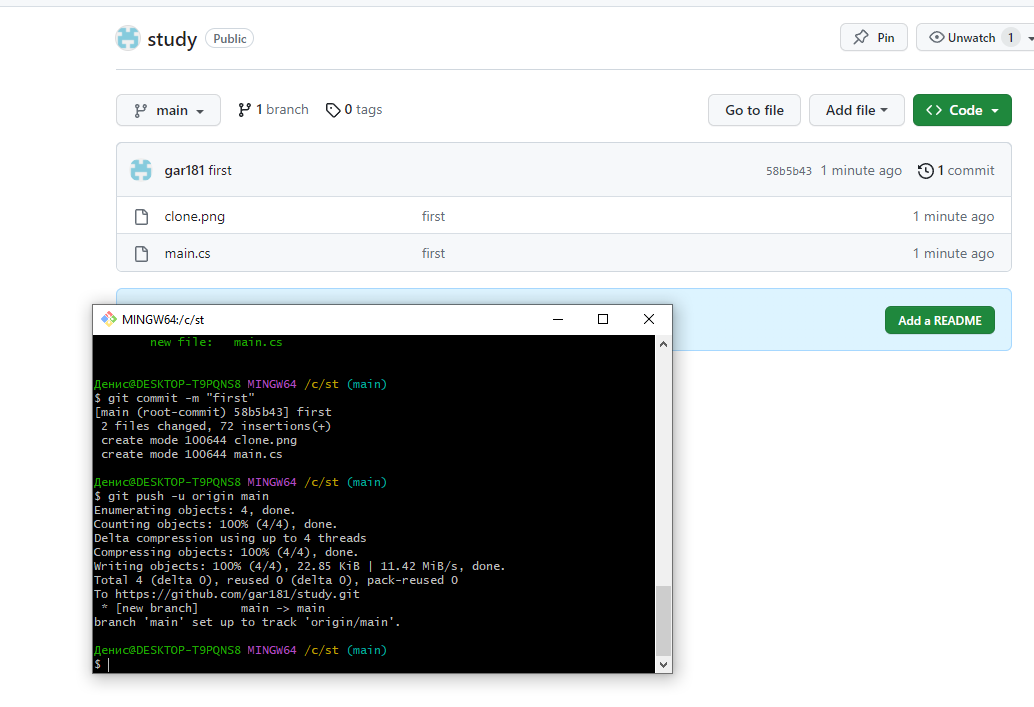 study Public
Pin
Unwatch 1
main
1 branch
0 tags
Go to file
Add file
<> Code
gar181 first
58b5b43 1 minute ago
1 commit
clone.png first 1 minute ago
main.cs first 1 minute ago
Add a README
MINGW64:/c/st
new file: main.cs
Денис@DESKTOP-T9PQNS8 MINGW64 /c/st (main)
$ git commit -m "first"
[main (root-commit) 58b5b43] first
2 files changed, 72 insertions(+)
create mode 100644 clone.png
create mode 100644 main.cs
Денис@DESKTOP-T9PQNS8 MINGW64 /c/st (main)
$ git push -u origin main
Enumerating objects: 4, done.
Counting objects: 100% (4/4), done.
Delta compression using up to 4 threads
Compressing objects: 100% (4/4), done.
Writing objects: 100% (4/4), 22.85 KiB | 11.42 MiB/s, done.
Total 4 (delta 0), reused 0 (delta 0), pack-reused 0
To https://github.com/gar181/study.git
* [new branch] main -> main
branch 'main' set up to track 'origin/main'.
Денис@DESKTOP-T9PQNS8 MINGW64 /c/st (main)
$